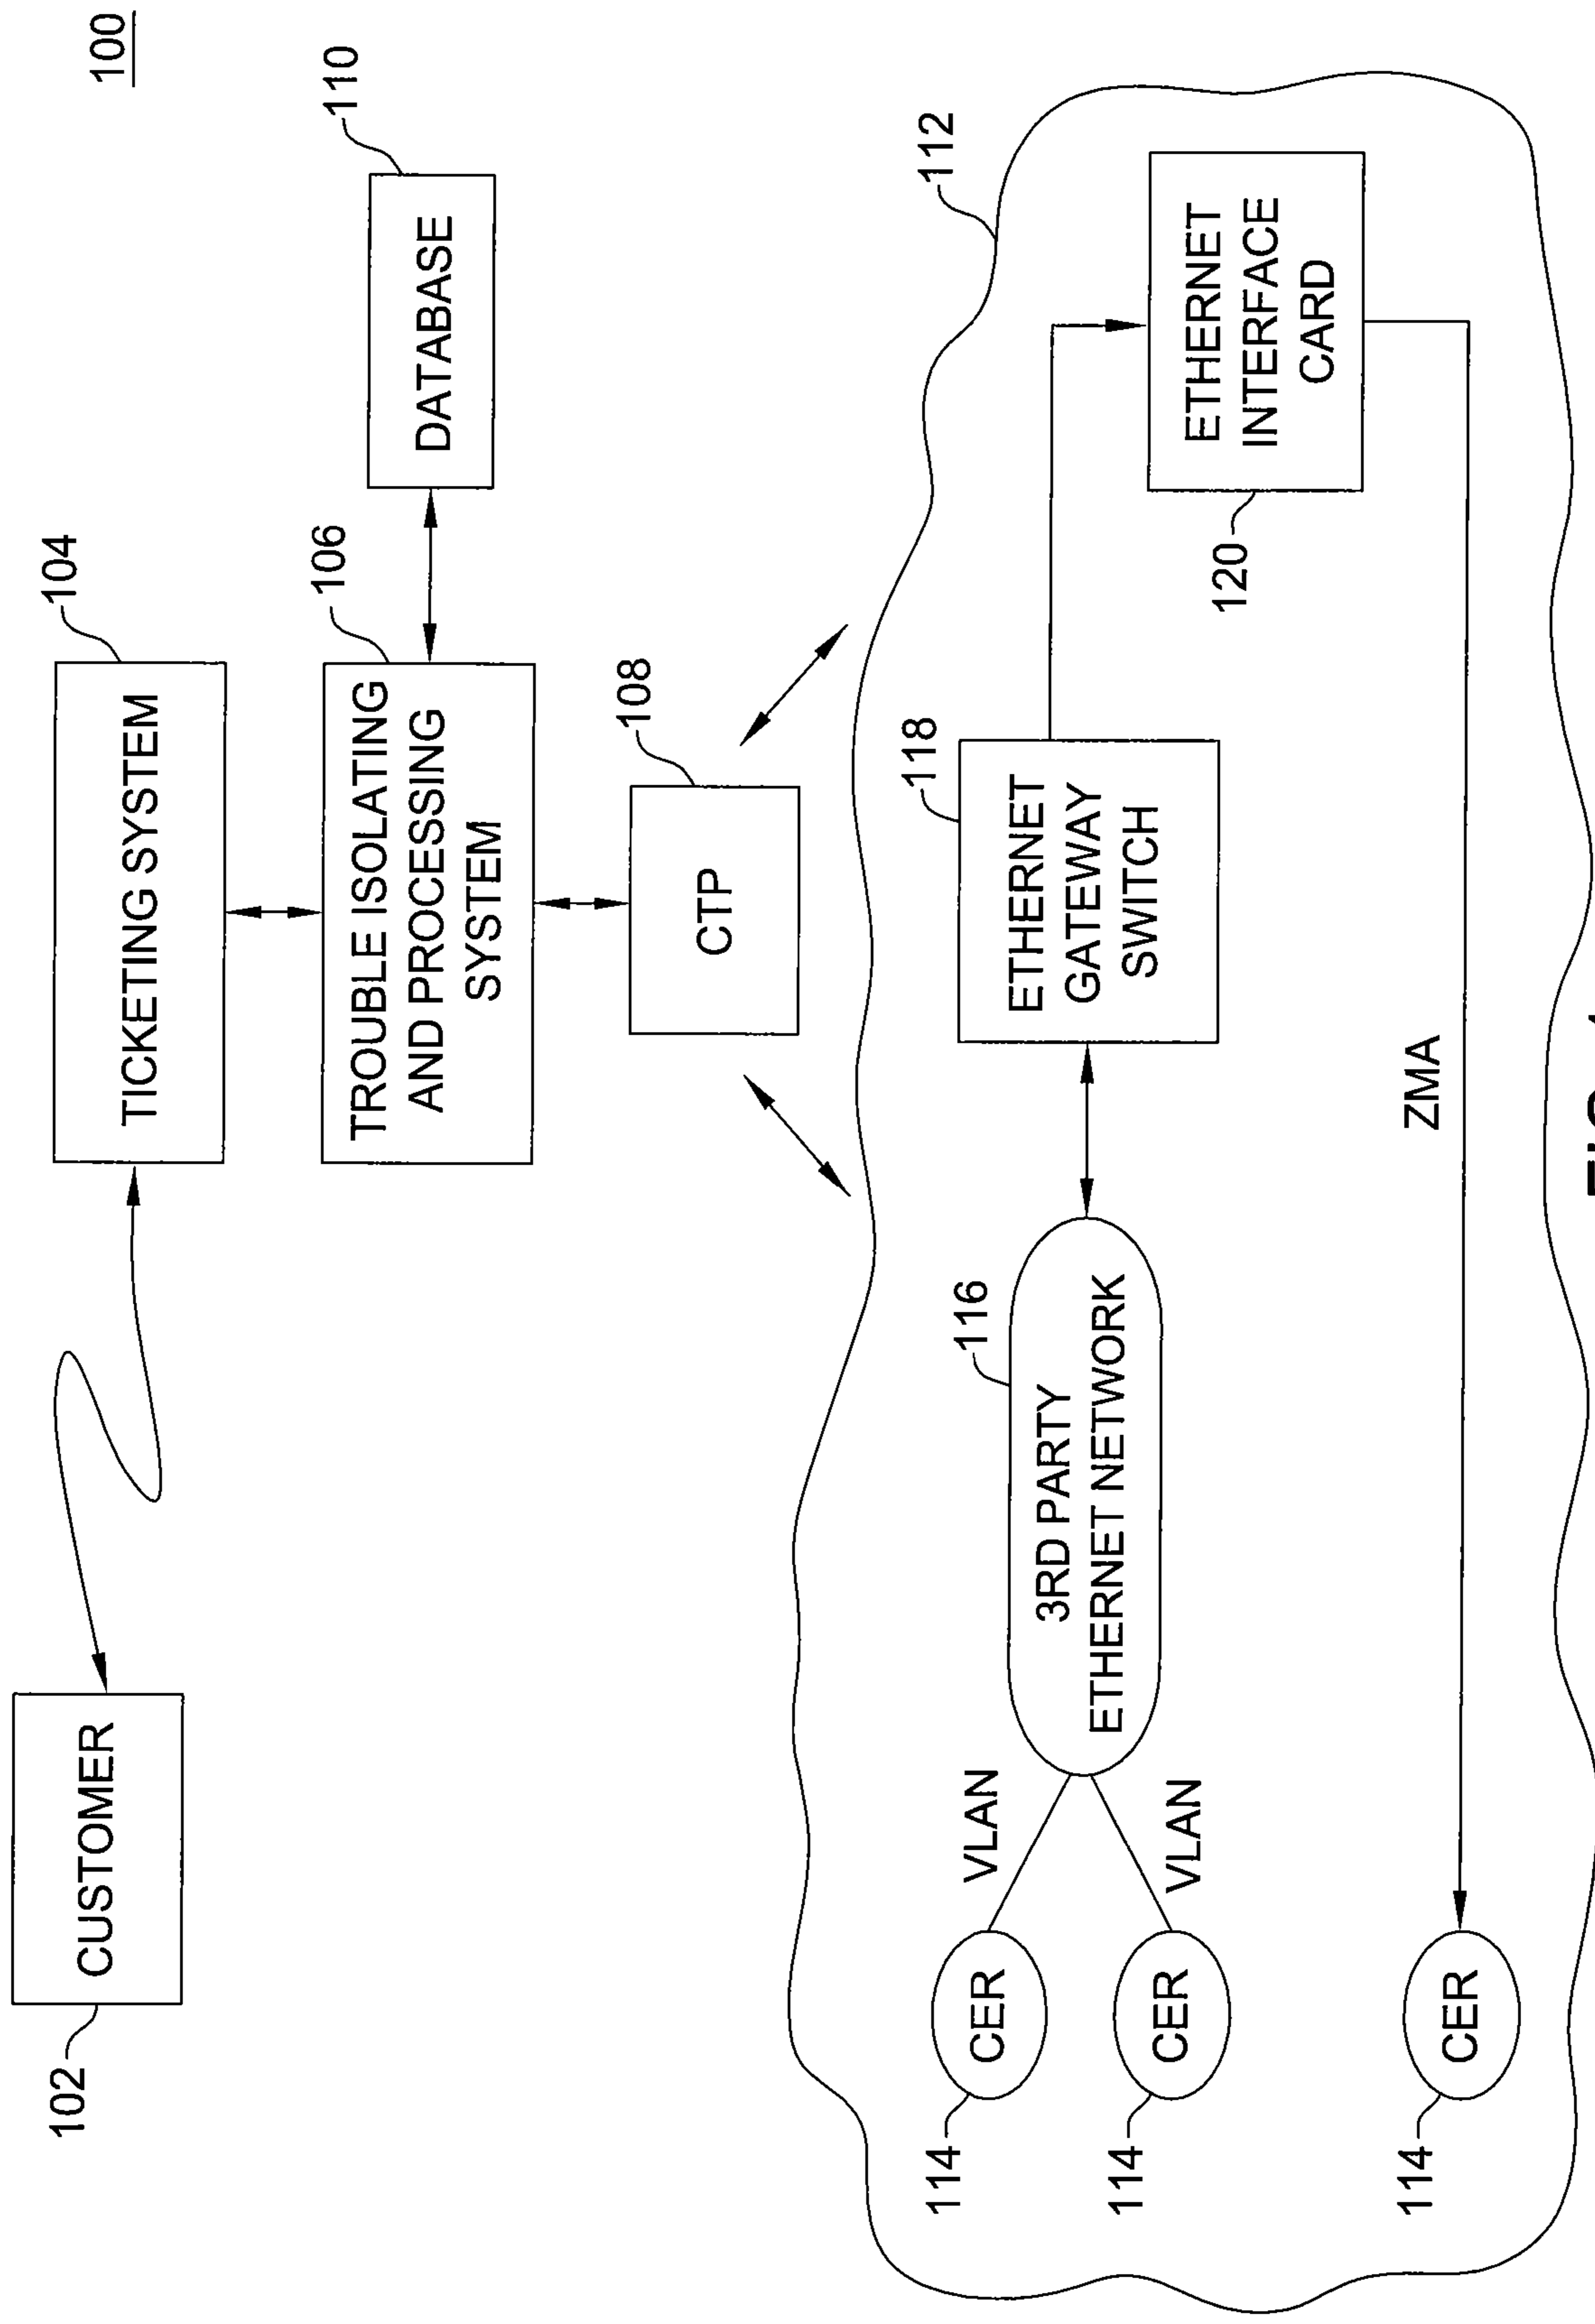 100
104
TICKETING SYSTEM
102
CUSTOMER
106
110
TROUBLE ISOLATING
AND PROCESSING
SYSTEM
DATABASE
108
CTP
112
118
ETHERNET
GATEWAY
SWITCH
116
3RD PARTY
ETHERNET NETWORK
VLAN
VLAN
CER
114
CER
114
ETHERNET
INTERFACE
CARD
120
ZMA
CER
114